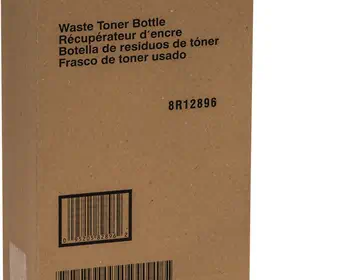 Waste Toner Bottle
Récupérateur d'encre
Botella de residuos de tóner
Frasco de toner usado
8R12896